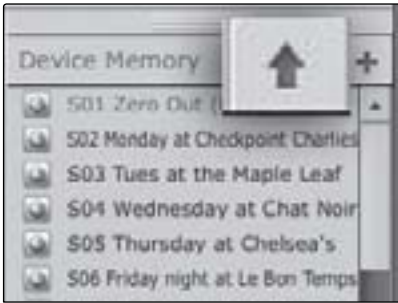 Device Memory
S01 Zero Out
S02 Monday at Checkpoint Charlies
S03 Tues at the Maple Leaf
S04 Wednesday at Chat Noir
S05 Thursday at Chelsea's
S06 Friday night at Le Bon Temps